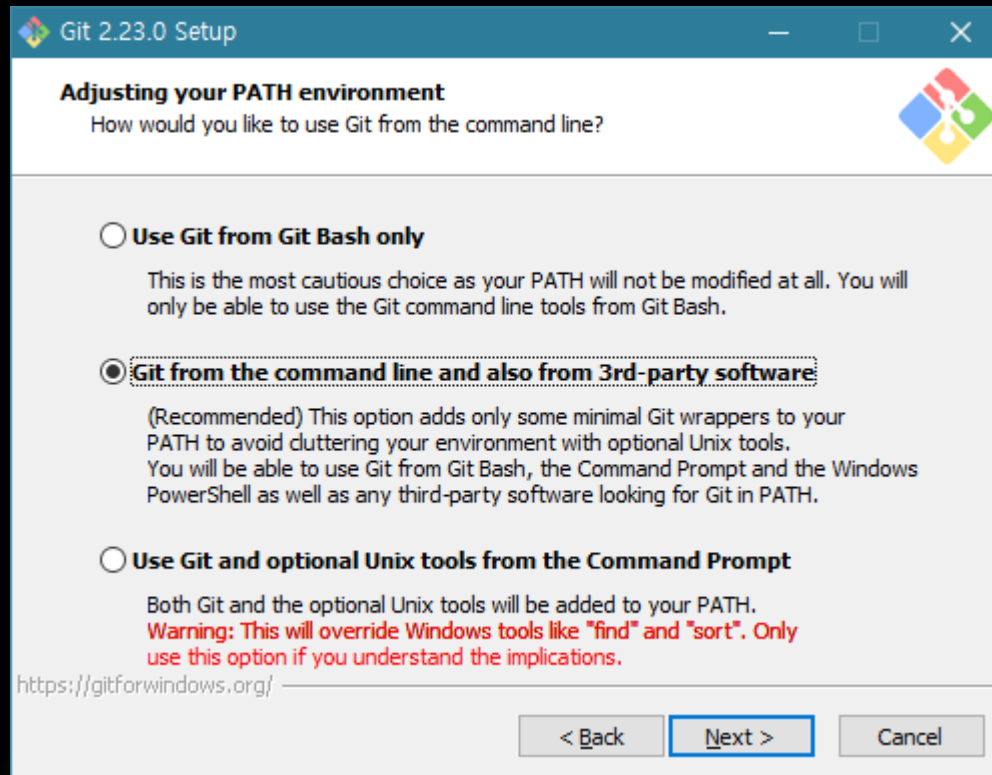 Git 2.23.0 Setup
Adjusting your PATH environment
How would you like to use Git from the command line?
Use Git from Git Bash only
This is the most cautious choice as your PATH will not be modified at all. You will
only be able to use the Git command line tools from Git Bash.
Git from the command line and also from 3rd-party software
(Recommended) This option adds only some minimal Git wrappers to your
PATH to avoid cluttering your environment with optional Unix tools.
You will be able to use Git from Git Bash, the Command Prompt and the Windows
PowerShell as well as any third-party software looking for Git in PATH.
Use Git and optional Unix tools from the Command Prompt
Both Git and the optional Unix tools will be added to your PATH.
Warning: This will override Windows tools like "find" and "sort". Only
use this option if you understand the implications.
https://gitforwindows.org/
< Back
Next >
Cancel